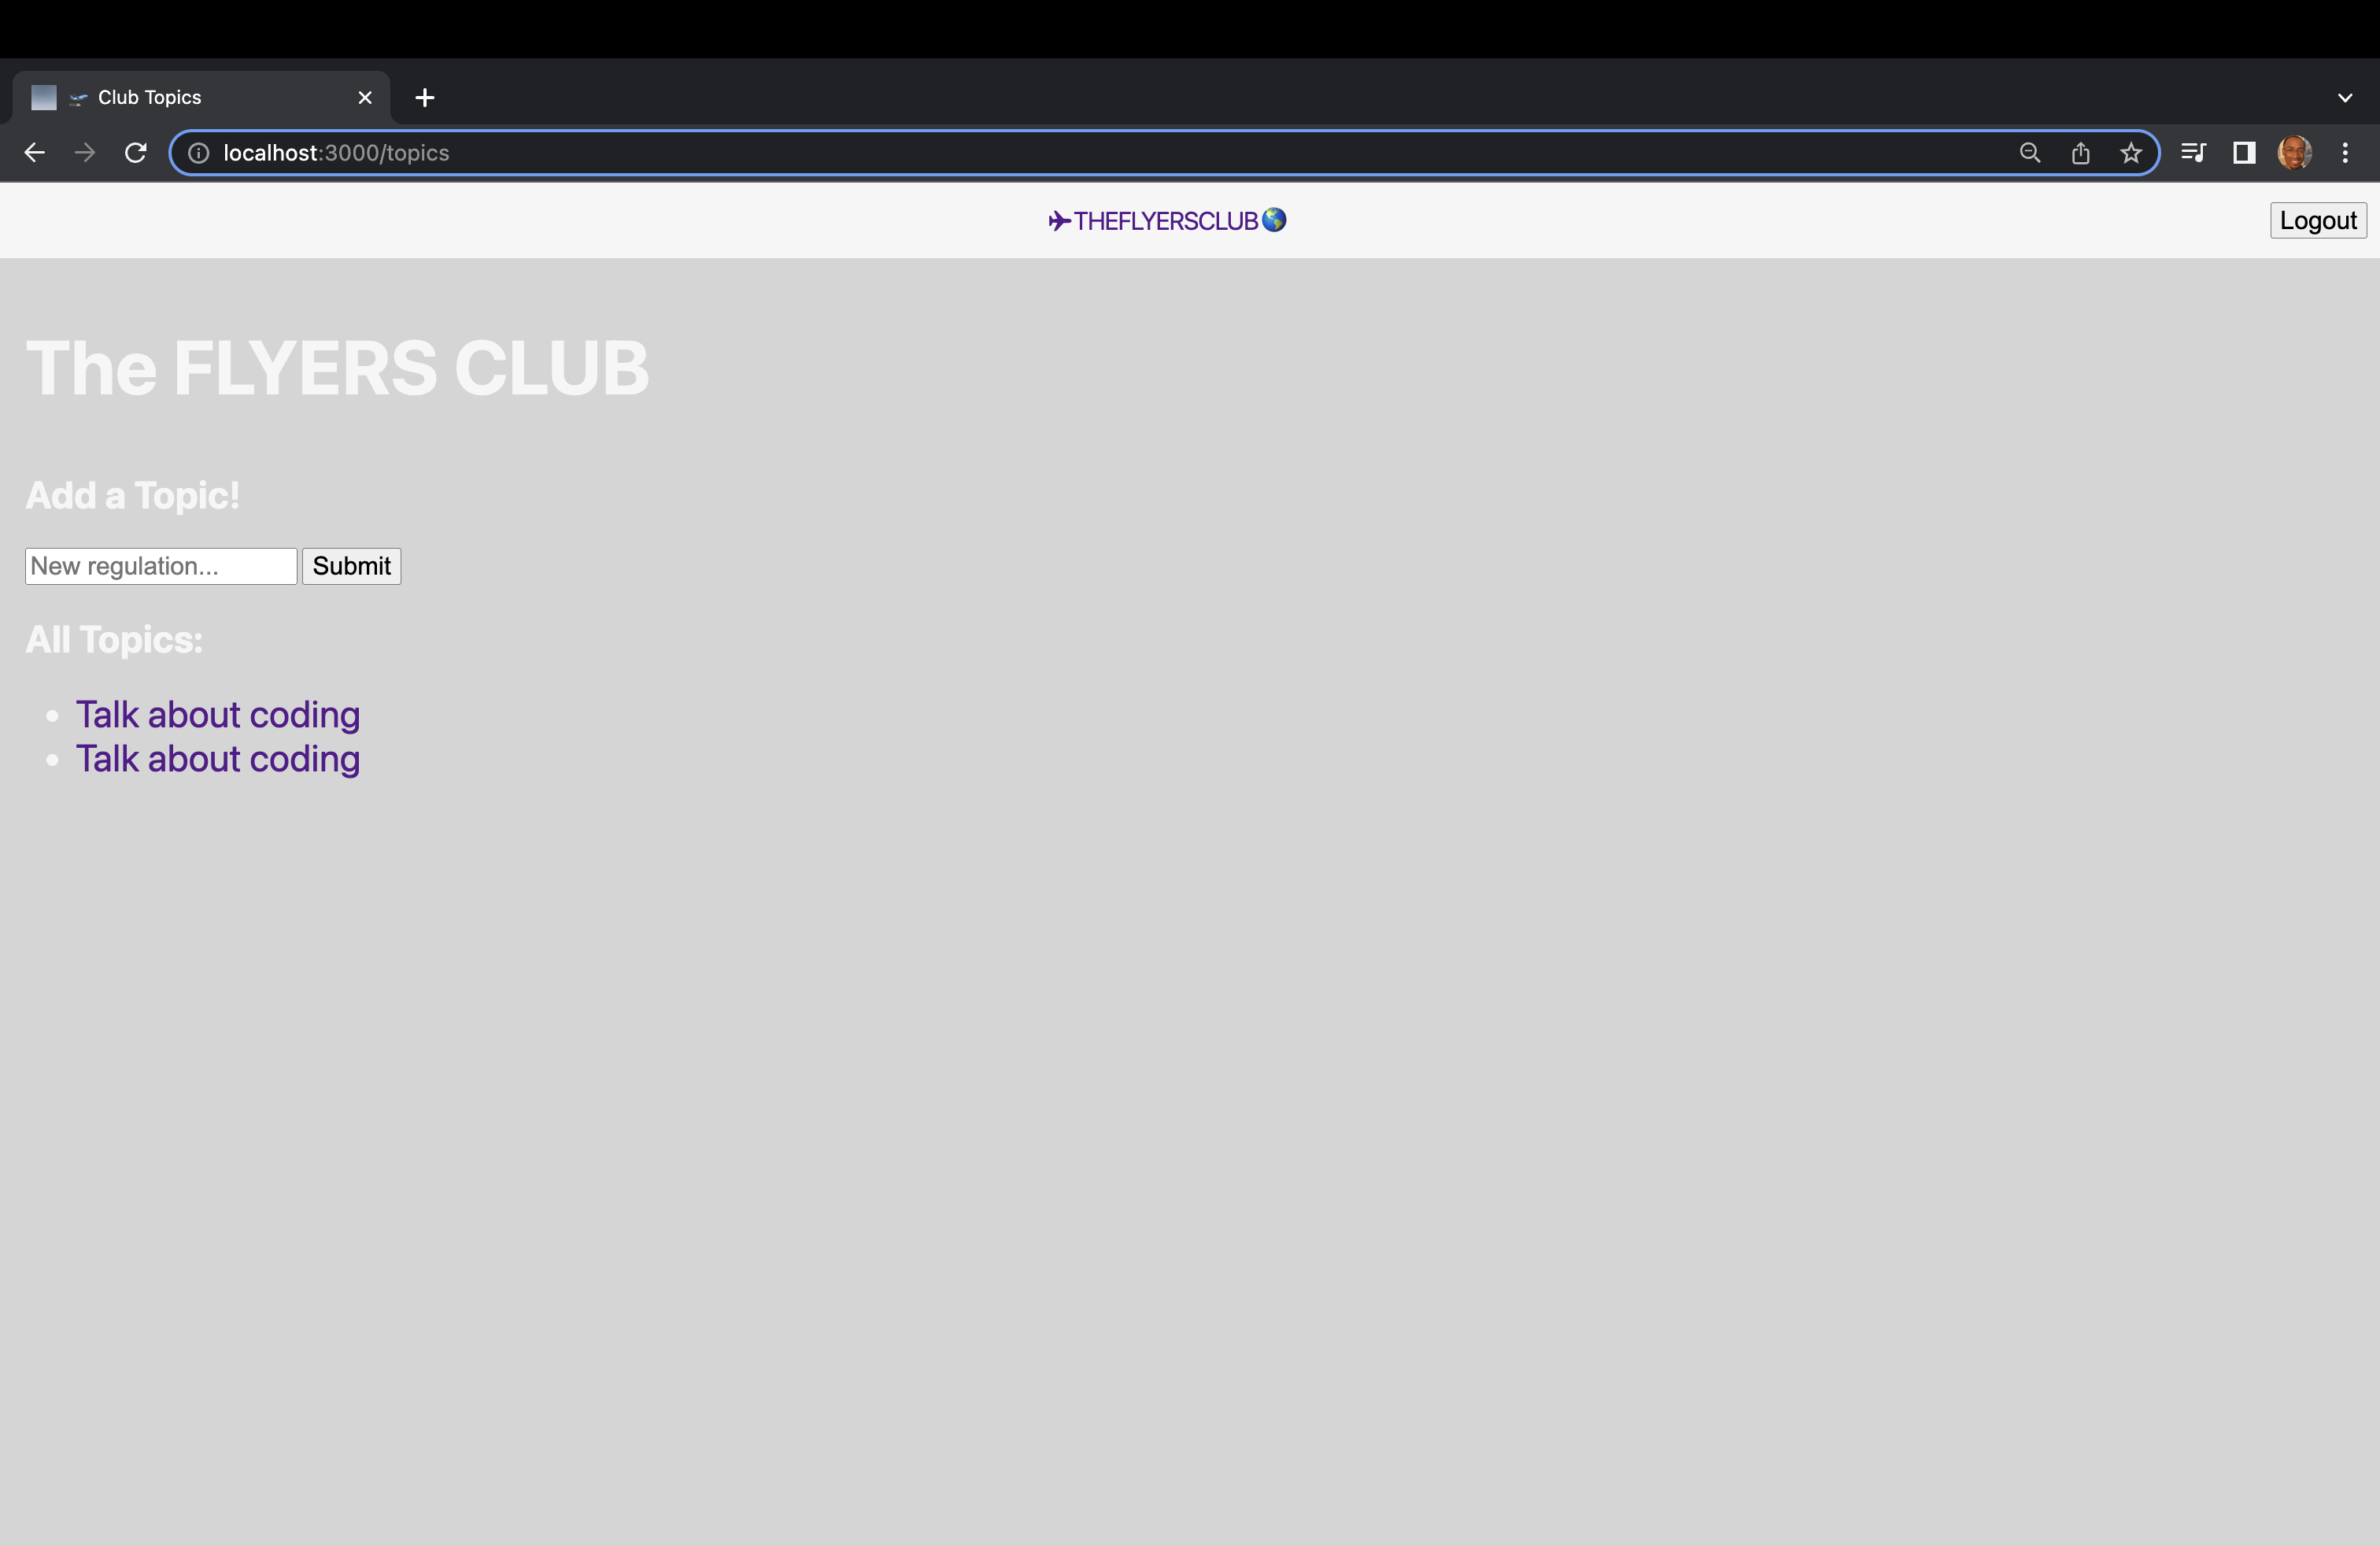 Club Topics
localhost:3000/topics
THEFLYERSCLUB
Logout
The FLYERS CLUB
Add a Topic!
New regulation...
Submit
All Topics:
Talk about coding
Talk about coding